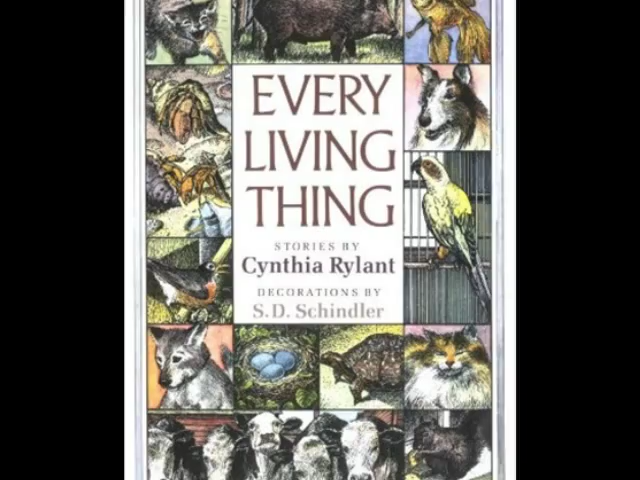 EVERY
LIVING
THING
STORIES BY
Cynthia Rylant
DECORATIONS BY
S.D. Schindler